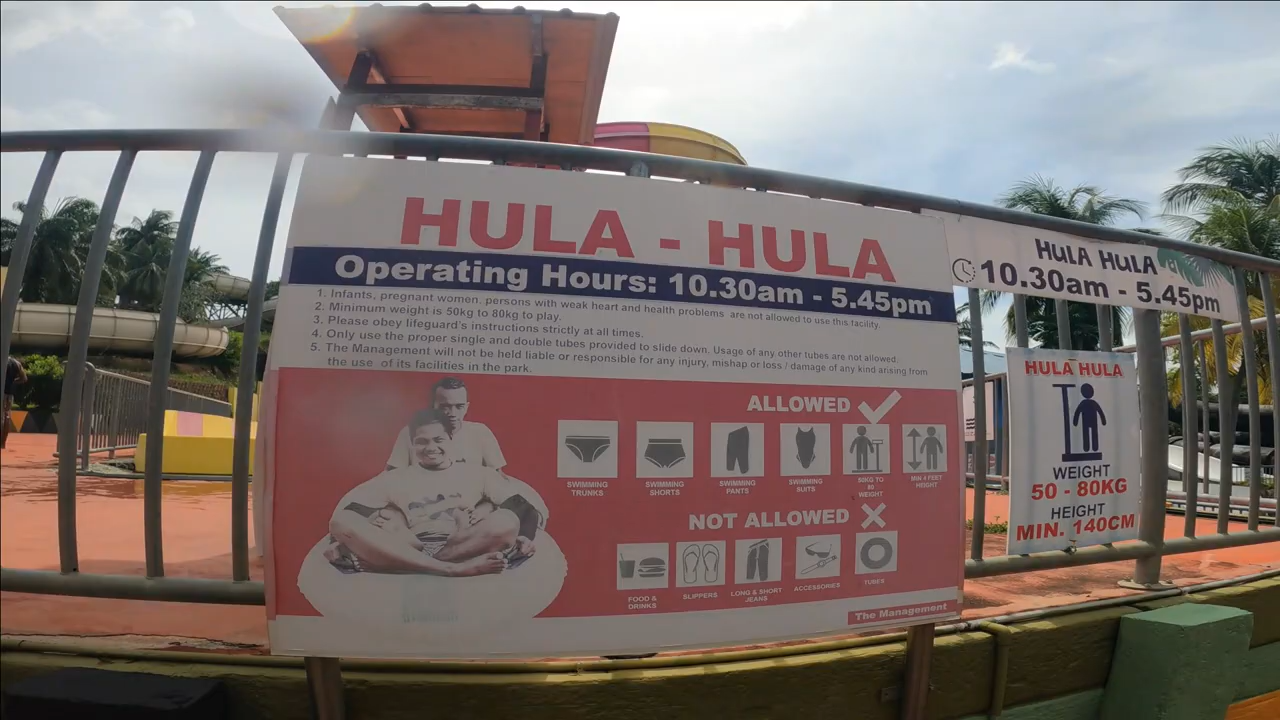 HULA - HULA
Operating Hours: 10.30am - 5.45pm
1. Infants, pregnant women, persons with weak heart and health problems are not allowed to use this facility.
2. Minimum weight is 50kg to 80kg to play.
3. Please obey lifeguard's instructions strictly at all times.
4. Only use the proper single and double tubes provided to slide down. Usage of any other tubes are not allowed.
5. The Management will not be held liable or responsible for any injury, mishap or loss / damage of any kind arising from
the use of its facilities in the park.
ALLOWED
SWIMMING
TRUNKS
SWIMMING
SHORTS
SWIMMING
PANTS
SWIMMING
SUITS
50KG TO
80
WEIGHT
MIN 4 FEET
HEIGHT
NOT ALLOWED
FOOD &
DRINKS
SLIPPERS
LONG & SHORT
JEANS
ACCESSORIES
TUBES
The Management
HULA HULA
10.30am - 5.45pm
HULA HULA
WEIGHT
50 - 80KG
HEIGHT
MIN. 140CM